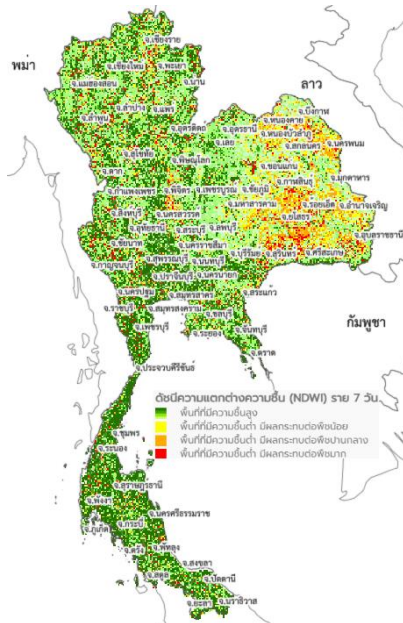 จ.เชียงราย
พม่า
จ.เชียงใหม่
จ.พะเยา
ลาว
จ.แม่ฮ่องสอน
จ.น่าน
จ.ลำปาง
จ.แพร่
จ.บึงกาฬ
จ.ลำพูน
จ.อุตรดิตถ์
จ.อุดรธานี
จ.หนองคาย
จ.เลย
จ.หนองบัวลำภู
จ.สกลนคร
จ.นครพนม
จ.สุโขทัย
จ.พิษณุโลก
จ.ขอนแก่น
จ.ตาก
จ.กาฬสินธุ์
จ.มุกดาหาร
จ.กำแพงเพชร
จ.พิจิตร
จ.เพชรบูรณ์
จ.ชัยภูมิ
จ.มหาสารคาม
จ.ร้อยเอ็ด
จ.อำนาจเจริญ
จ.สิงห์บุรี
จ.นครสวรรค์
จ.ยโสธร
จ.อุทัยธานี
จ.สระบุรี
จ.ลพบุรี
จ.อุบลราชธานี
จ.ชัยนาท
จ.นครราชสีมา
จ.บุรีรัมย์
จ.สุรินทร์
จ.ศรีสะเกษ
จ.สุพรรณบุรี
จ.นนทบุรี
จ.กาญจนบุรี
จ.ปราจีนบุรี
จ.นครนายก
จ.นครปฐม
จ.สมุทรสาคร
จ.สระแก้ว
จ.ราชบุรี
จ.สมุทรสงคราม
จ.ชลบุรี
กัมพูชา
จ.เพชรบุรี
จ.ระยอง
จ.จันทบุรี
จ.ตราด
จ.ประจวบคีรีขันธ์
ดัชนีความแตกต่างความชื้น (NDWI) ราย 7 วัน
พื้นที่ที่มีความชื้นสูง
พื้นที่ที่มีความชื้นต่ำ มีผลกระทบต่อพืชน้อย
พื้นที่ที่มีความชื้นต่ำ มีผลกระทบต่อพืชปานกลาง
พื้นที่ที่มีความชื้นต่ำ มีผลกระทบต่อพืชมาก
จ.ชุมพร
จ.ระนอง
จ.สุราษฎร์ธานี
จ.พังงา
จ.นครศรีธรรมราช
จ.กระบี่
จ.ภูเก็ต
จ.ตรัง
จ.พัทลุง
จ.สงขลา
จ.สตูล
จ.ปัตตานี
จ.ยะลา
จ.นราธิวาส